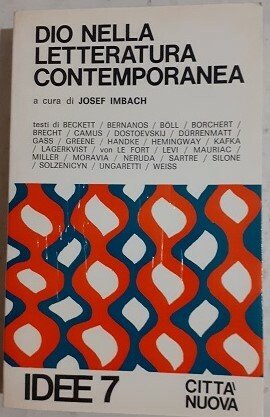 DIO NELLA
LETTERATURA
CONTEMPORANEA
a cura di JOSEF IMBACH
testi di BECKETT / BERNANOS / BÖLL / BORCHERT /
BRECHT / CAMUS / DOSTOEVSKIJ / DÜRRENMATT /
GASS / GREENE / HANDKE / HEMINGWAY / KAFKA
/ LAGERKVIST / von LE FORT / LEVI / MAURIAC /
MILLER / MORAVIA / NERUDA / SARTRE / SILONE
/ SOLZENICYN / UNGARETTI / WEISS
IDEE 7
CITTÀ
NUOVA